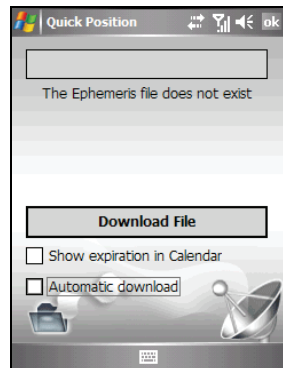 Quick Position
ok
The Ephemeris file does not exist
Download File
Show expiration in Calendar
Automatic download